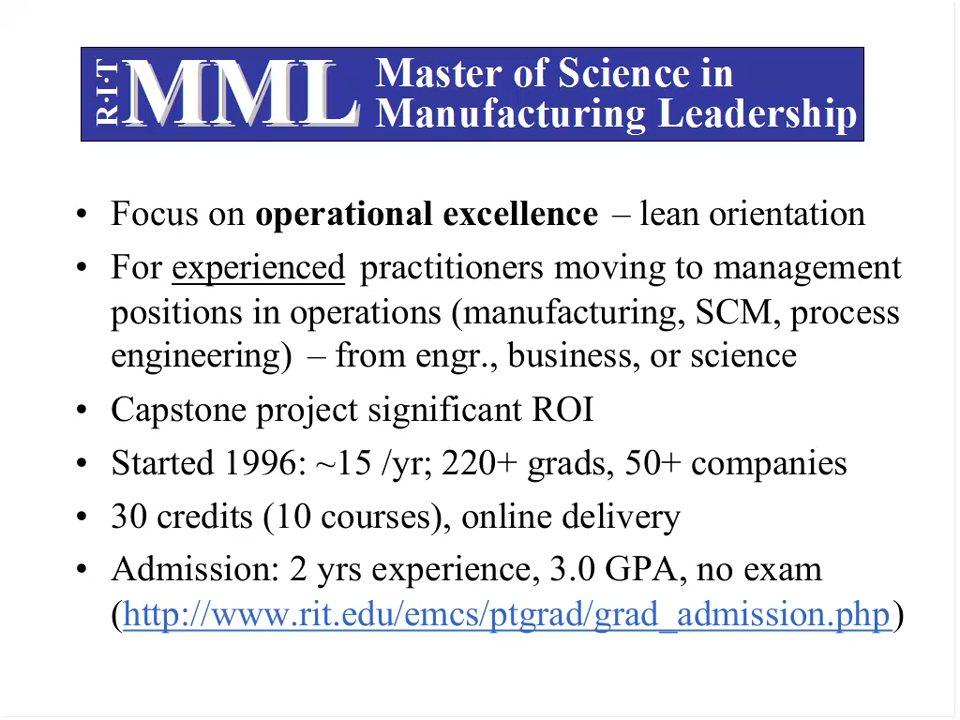 R·I·T MML Master of Science in
Manufacturing Leadership
• Focus on operational excellence – lean orientation
• For experienced practitioners moving to management
positions in operations (manufacturing, SCM, process
engineering) – from engr., business, or science
• Capstone project significant ROI
• Started 1996: ~15 /yr; 220+ grads, 50+ companies
• 30 credits (10 courses), online delivery
• Admission: 2 yrs experience, 3.0 GPA, no exam
(http://www.rit.edu/emcs/ptgrad/grad_admission.php)